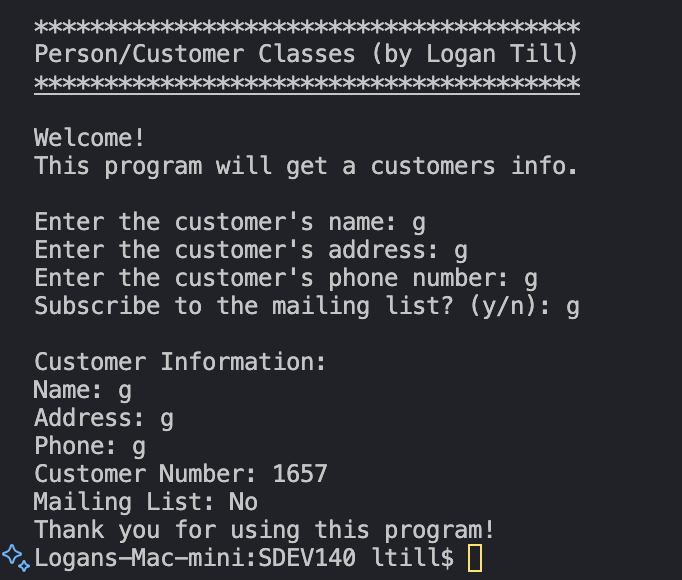 ***************************************
Person/Customer Classes (by Logan Till)
***************************************
Welcome!
This program will get a customers info.
Enter the customer's name: g
Enter the customer's address: g
Enter the customer's phone number: g
Subscribe to the mailing list? (y/n): g
Customer Information:
Name: g
Address: g
Phone: g
Customer Number: 1657
Mailing List: No
Thank you for using this program!
Logans-Mac-mini:SDEV140 ltill$